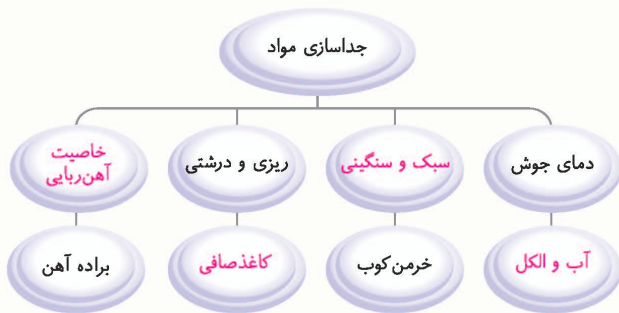 جداسازی مواد
دمای جوش
سبک و سنگینی
ریزی و درشتی
خاصیت
آهن‌ربایی
آب و الکل
خرمن‌کوب
کاغذصافی
براده آهن